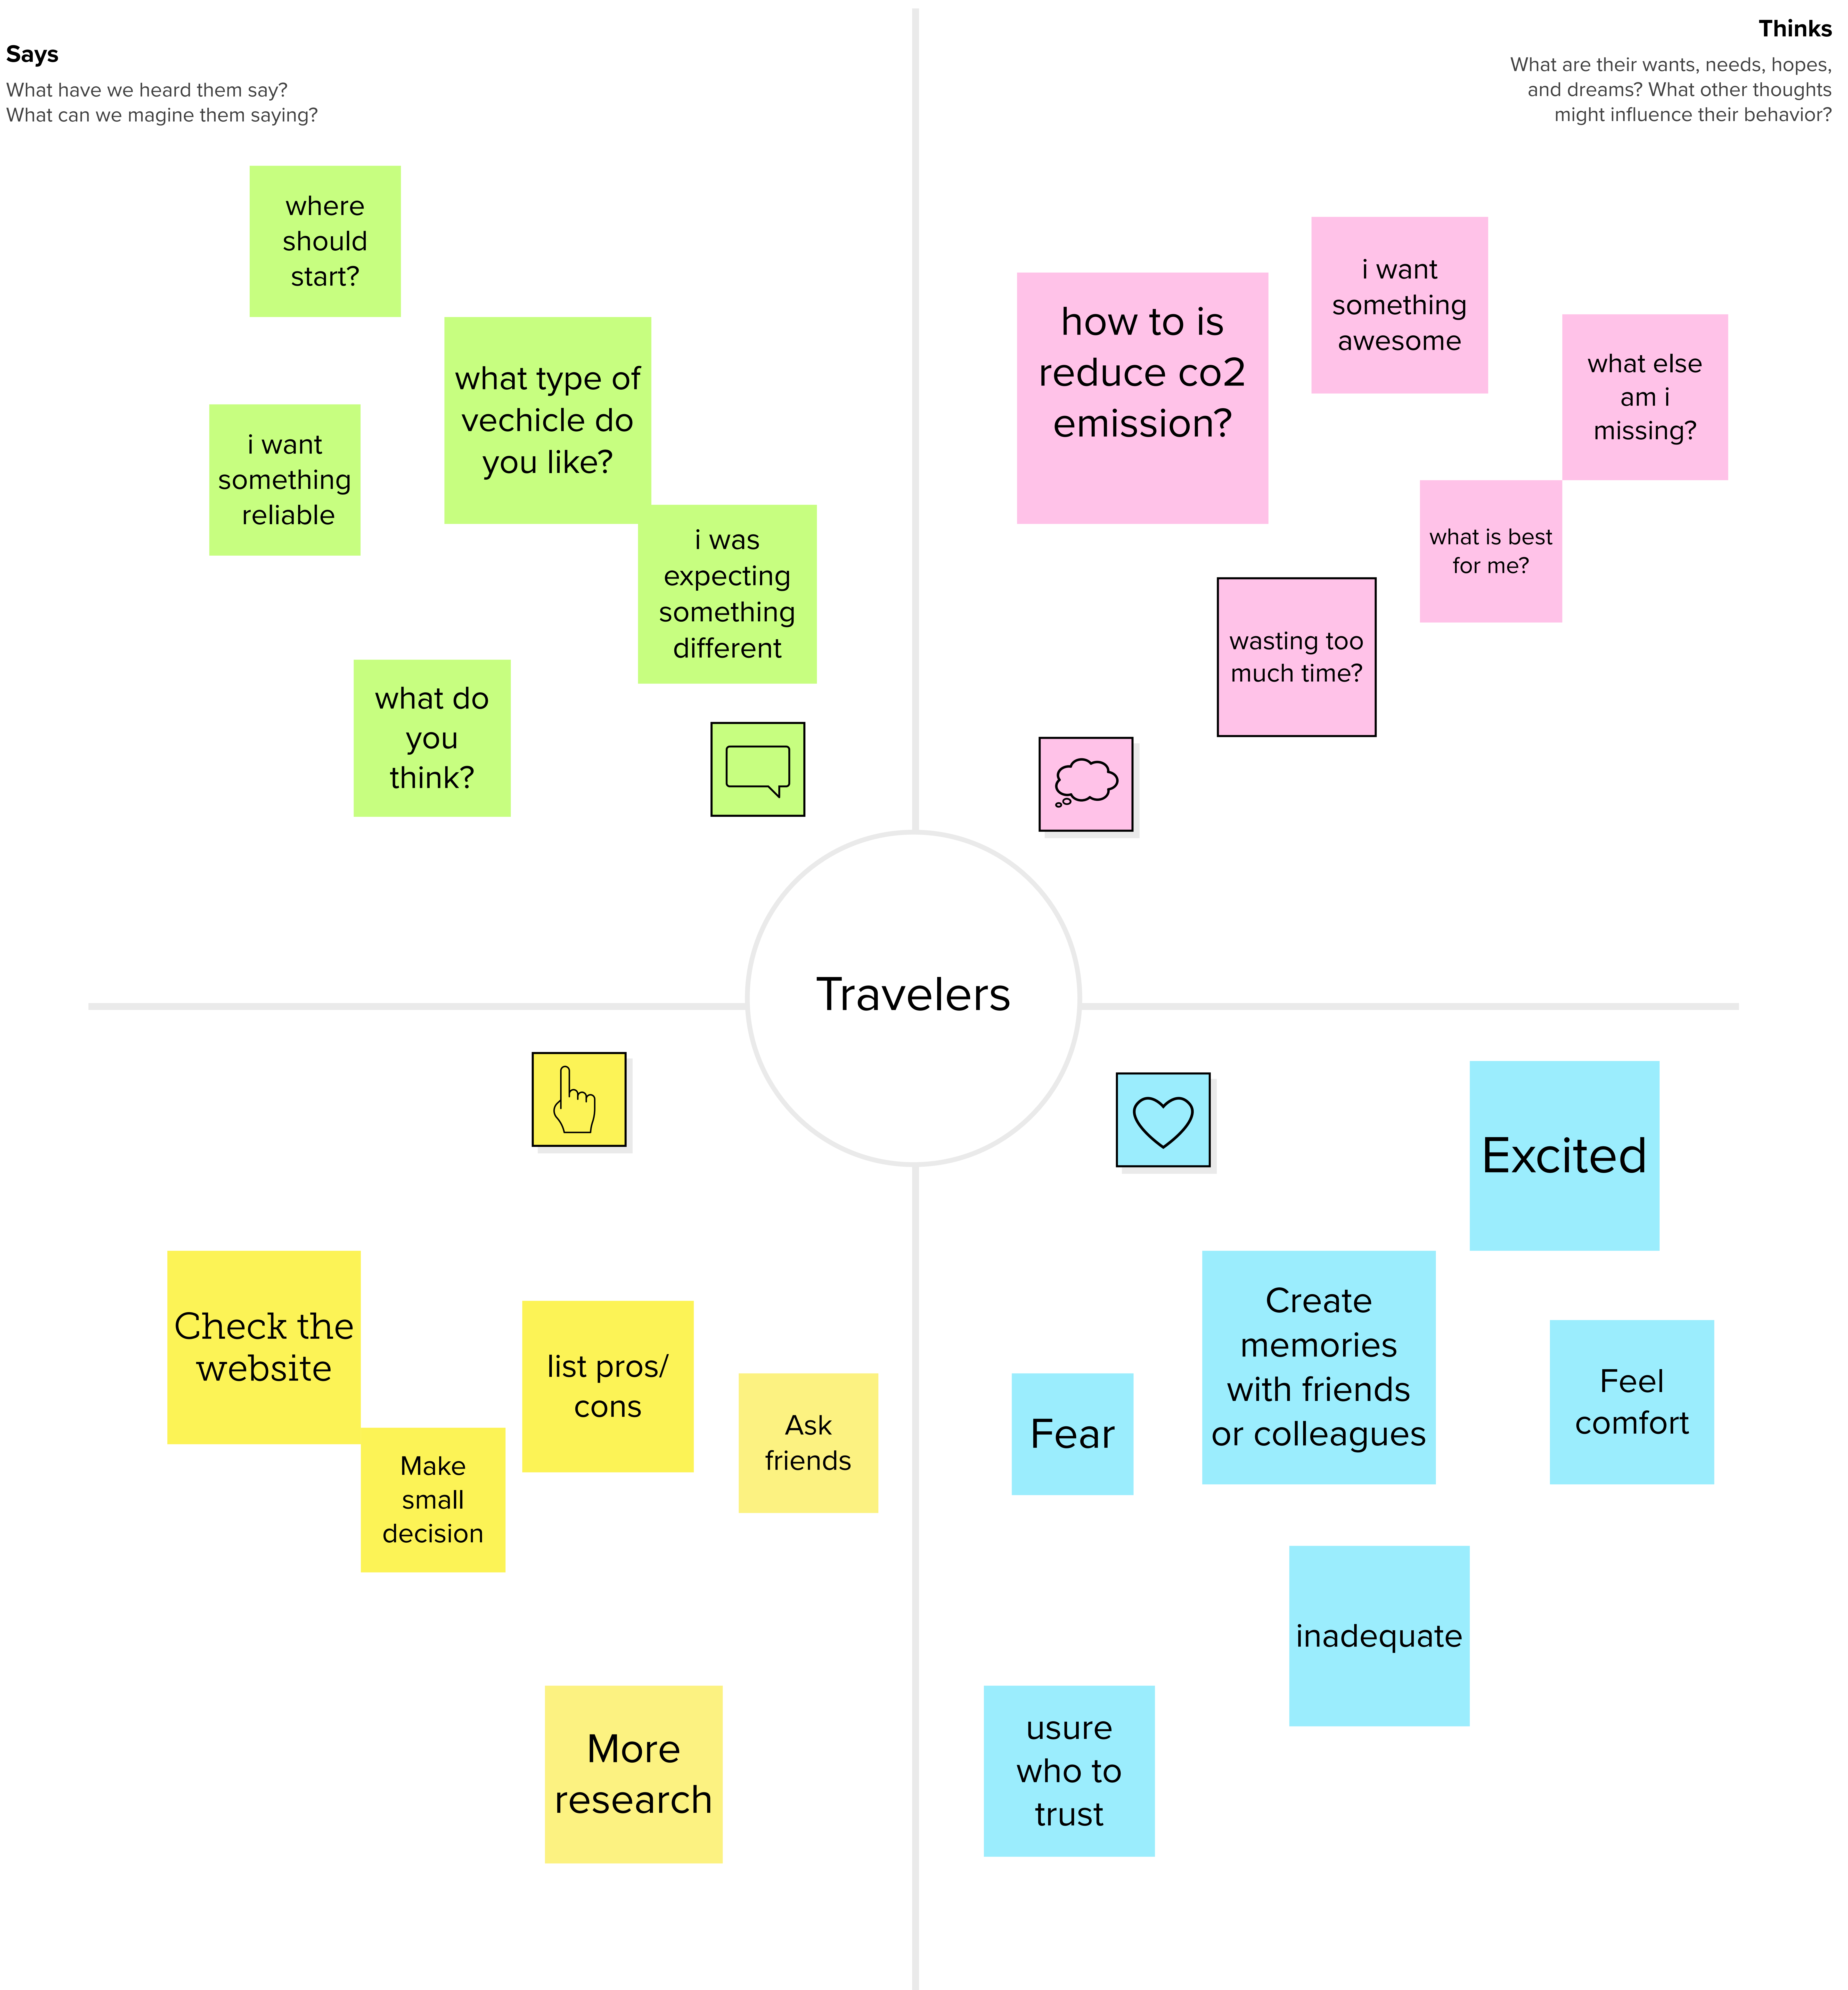 Says
What have we heard them say?
What can we magine them saying?
Thinks
What are their wants, needs, hopes,
and dreams? What other thoughts
might influence their behavior?
where
should
start?
what type of
vechicle do
you like?
i want
something
reliable
i was
expecting
something
different
what do
you
think?
how to is
reduce co2
emission?
i want
something
awesome
what else
am i
missing?
what is best
for me?
wasting too
much time?
Travelers
Check the
website
list pros/
cons
Ask
friends
Make
small
decision
More
research
Excited
Create
memories
with friends
or colleagues
Feel
comfort
Fear
inadequate
usure
who to
trust